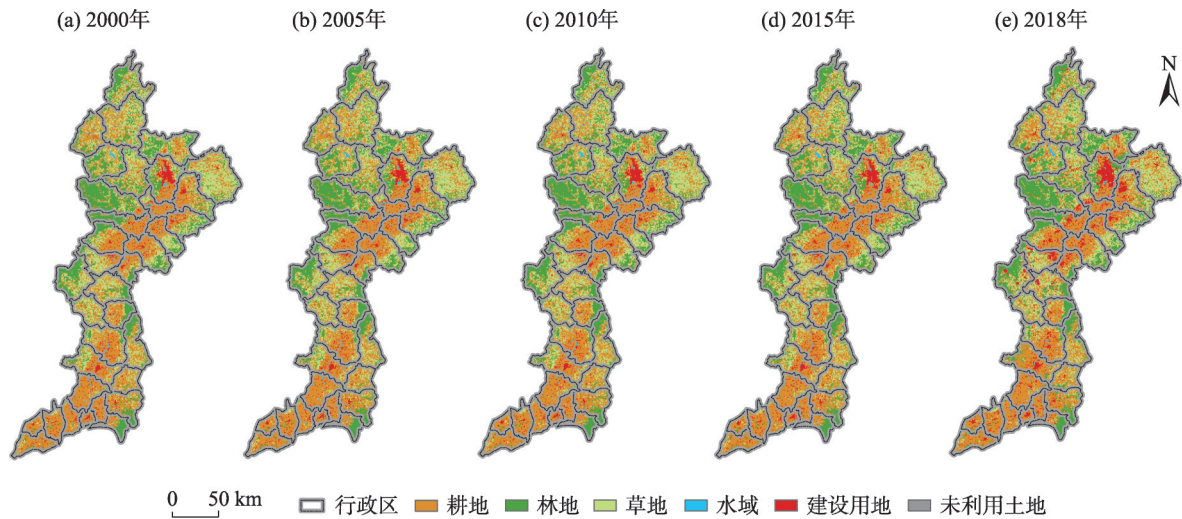 (a) 2000年 (b) 2005年 (c) 2010年 (d) 2015年 (e) 2018年
N
0 50 km 行政区 耕地 林地 草地 水域 建设用地 未利用土地